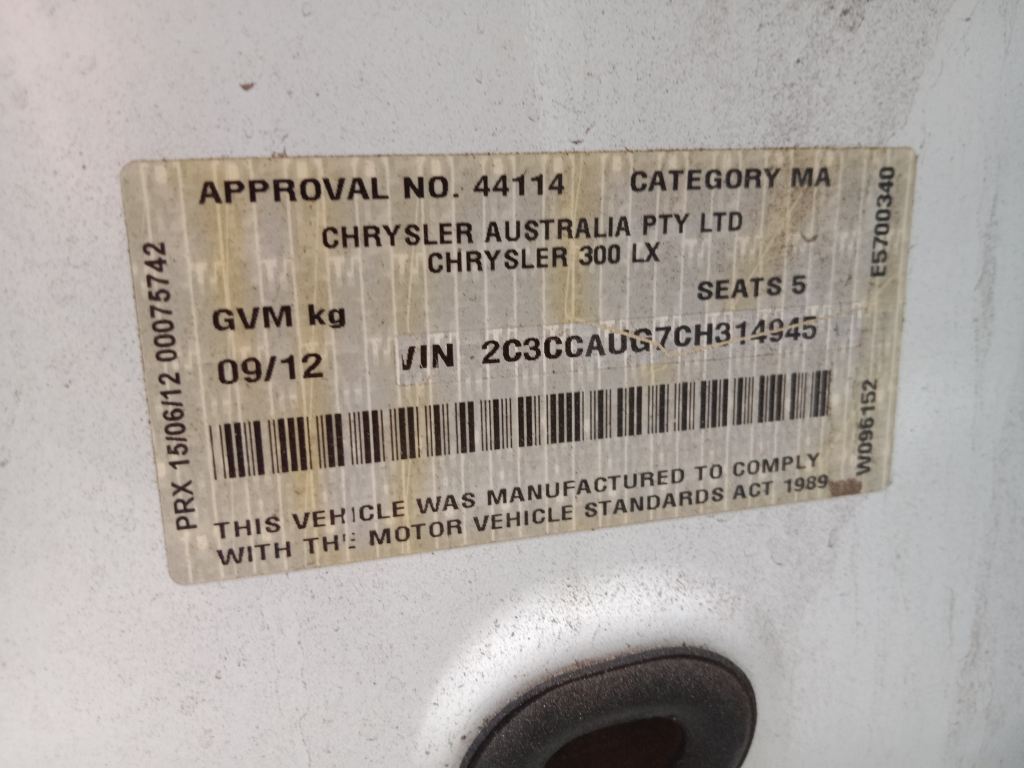 APPROVAL NO. 44114 CATEGORY MA
CHRYSLER AUSTRALIA PTY LTD
CHRYSLER 300 LX
SEATS 5
GVM kg
09/12 VIN 2C3CCAUG7CH314945
THIS VEHICLE WAS MANUFACTURED TO COMPLY
WITH THE MOTOR VEHICLE STANDARDS ACT 1989
PRX 15/06/12 00075742
E5700340
W096152